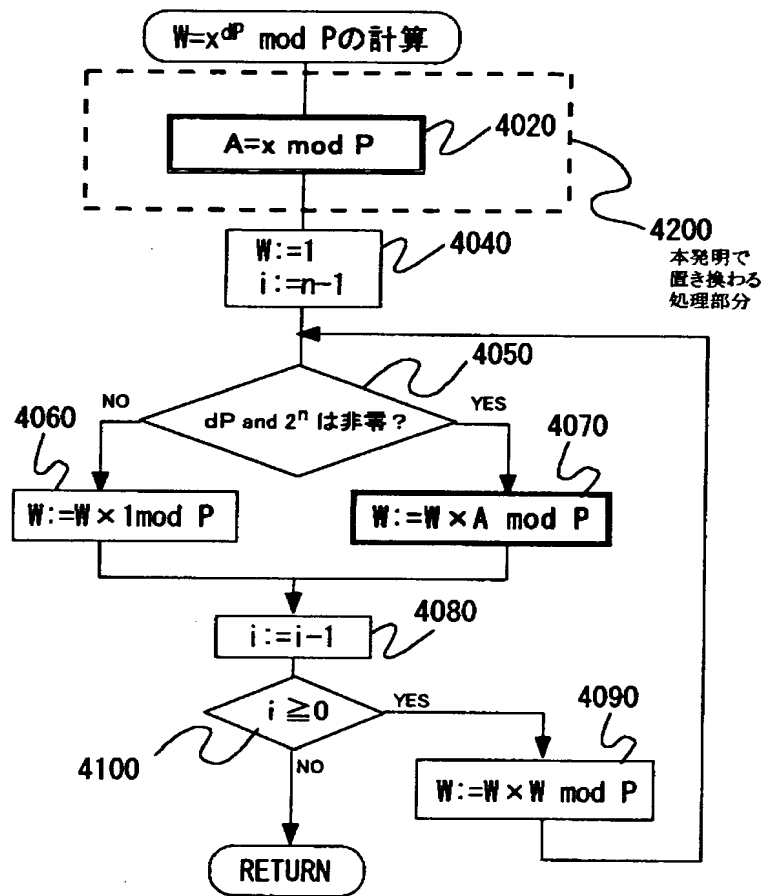 W=x^dP mod Pの計算
A=x mod P
4020
4200
本発明で
置き換わる
処理部分
W:=1
i:=n-1
4040
4050
NO
dP and 2^n は非零？
YES
4060
4070
W:=W×1mod P
W:=W×A mod P
i:=i-1
4080
i≧0
YES
4090
4100
NO
W:=W×W mod P
RETURN